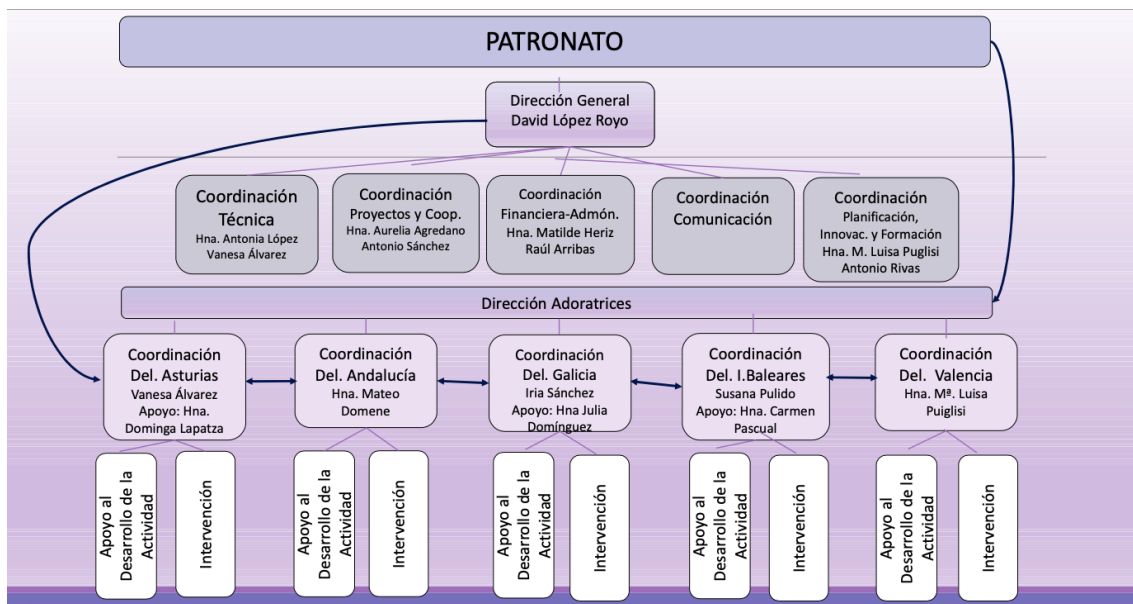 PATRONATO
Dirección General
David López Royo
Coordinación
Técnica
Hna. Antonia López
Vanesa Álvarez
Coordinación
Proyectos y Coop.
Hna. Aurelia Agredano
Antonio Sánchez
Coordinación
Financiera-Admón.
Hna. Matilde Heriz
Raúl Arribas
Coordinación
Comunicación
Coordinación
Planificación,
Innovac. y Formación
Hna. M. Luisa Puglisi
Antonio Rivas
Dirección Adoratrices
Coordinación
Del. Asturias
Vanesa Álvarez
Apoyo: Hna.
Dominga Lapatza
Coordinación
Del. Andalucía
Hna. Mateo
Domene
Coordinación
Del. Galicia
Iria Sánchez
Apoyo: Hna Julia
Domínguez
Coordinación
Del. I.Baleares
Susana Pulido
Apoyo: Hna. Carmen
Pascual
Coordinación
Del. Valencia
Hna. Mª. Luisa
Puiglisi
Apoyo al
Desarrollo de la
Actividad
Intervención
Apoyo al
Desarrollo de la
Actividad
Intervención
Apoyo al
Desarrollo de la
Actividad
Intervención
Apoyo al
Desarrollo de la
Actividad
Intervención
Apoyo al
Desarrollo de la
Actividad
Intervención